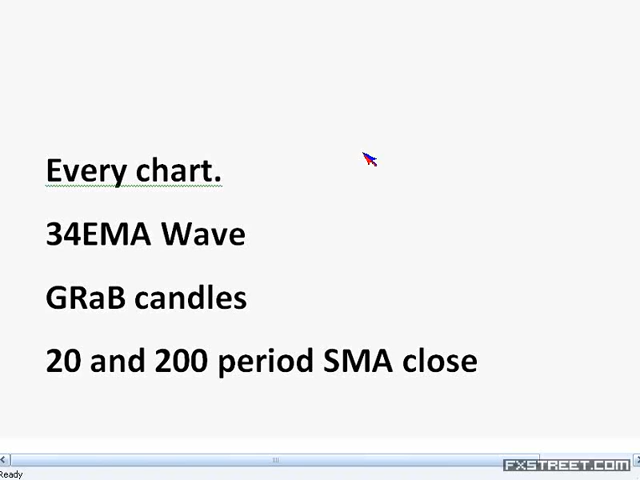 Every chart.
34EMA Wave
GRaB candles
20 and 200 period SMA close
Ready
FXSTREET.COM